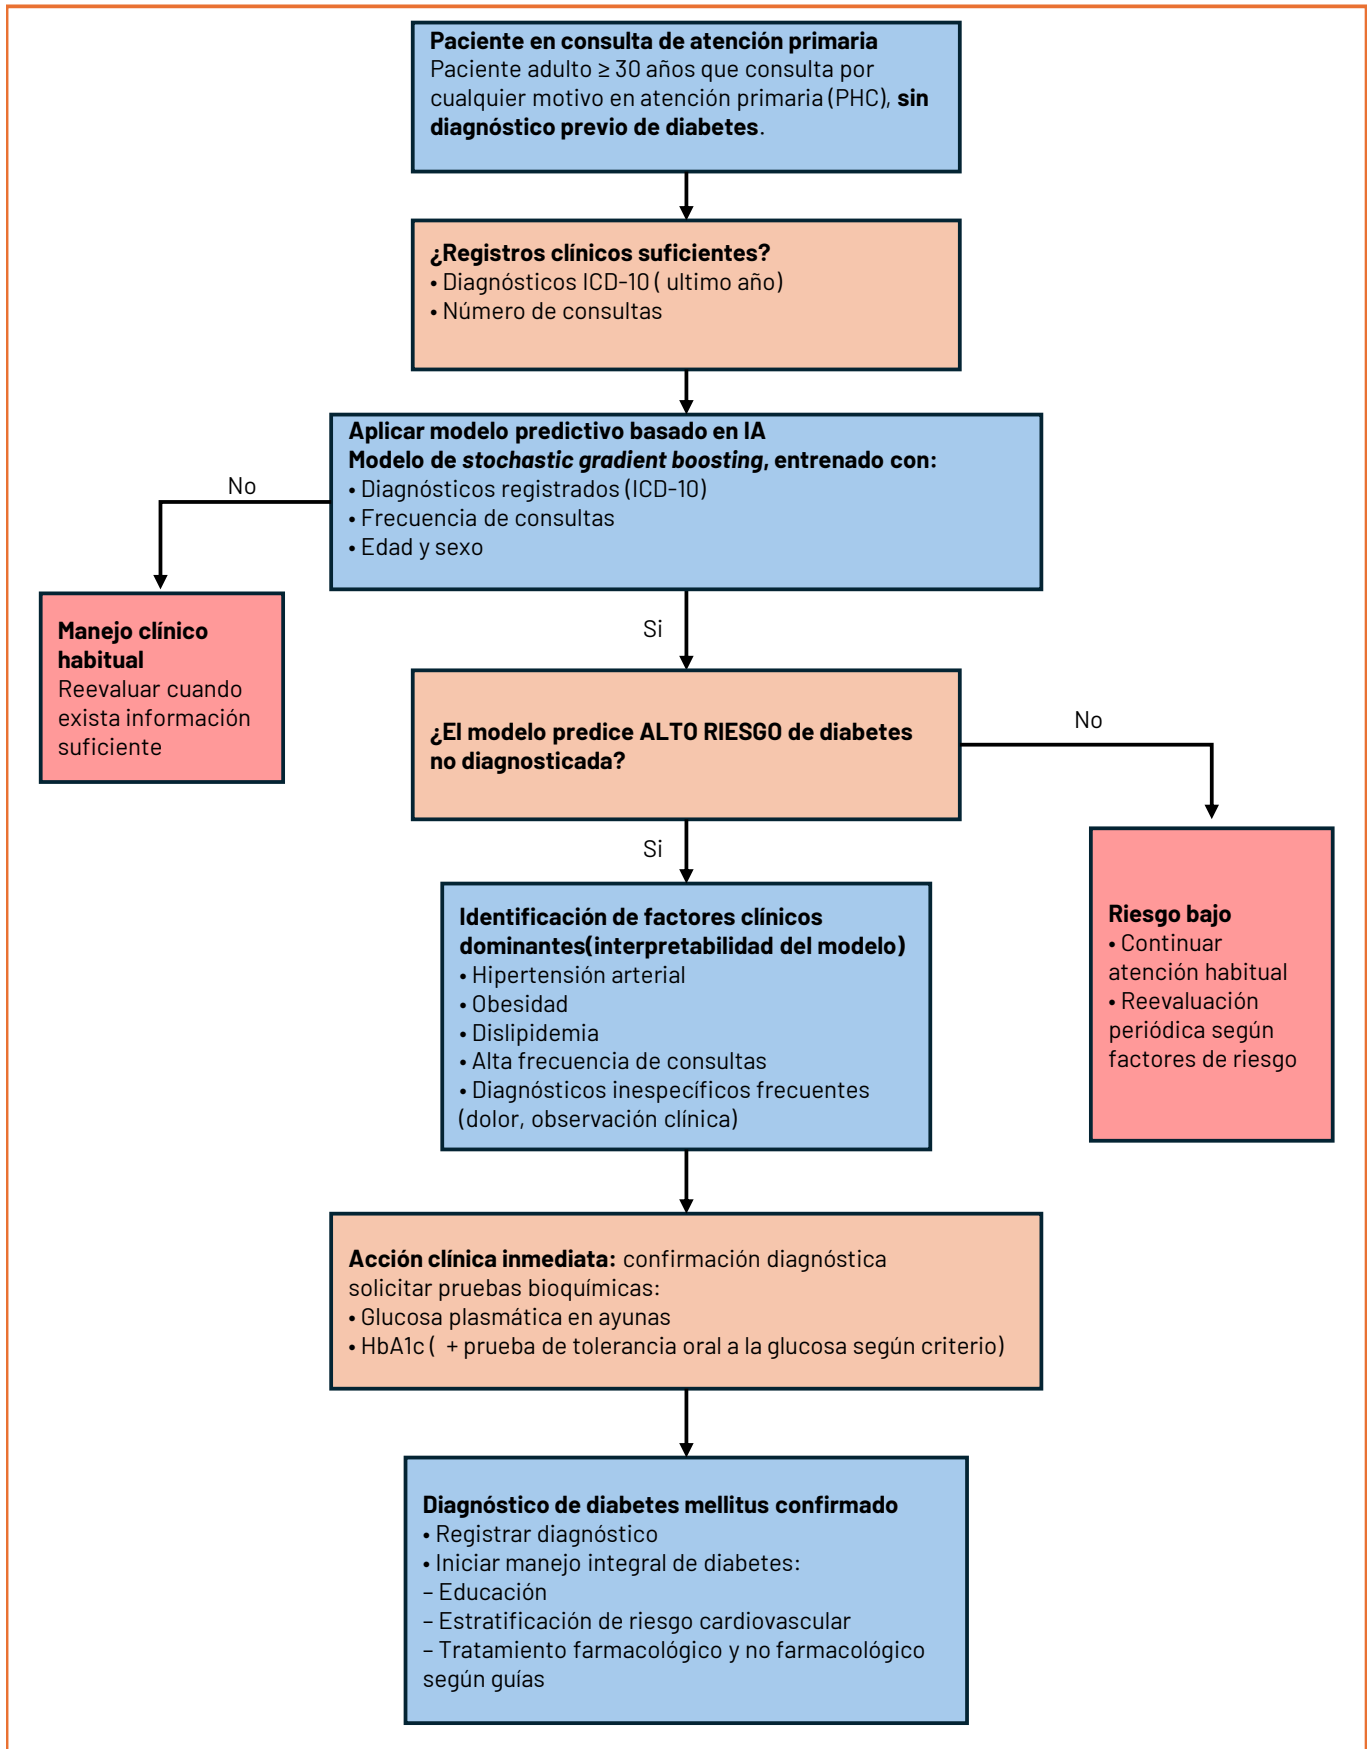 Paciente en consulta de atención primaria
Paciente adulto ≥ 30 años que consulta por
cualquier motivo en atención primaria (PHC), sin
diagnóstico previo de diabetes.
¿Registros clínicos suficientes?
• Diagnósticos ICD-10 ( ultimo año)
• Número de consultas
Aplicar modelo predictivo basado en IA
Modelo de stochastic gradient boosting, entrenado con:
• Diagnósticos registrados (ICD-10)
• Frecuencia de consultas
• Edad y sexo
No
Manejo clínico
habitual
Reevaluar cuando
exista información
suficiente
Si
¿El modelo predice ALTO RIESGO de diabetes
no diagnosticada?
No
Riesgo bajo
• Continuar
atención habitual
• Reevaluación
periódica según
factores de riesgo
Si
Identificación de factores clínicos
dominantes(interpretabilidad del modelo)
• Hipertensión arterial
• Obesidad
• Dislipidemia
• Alta frecuencia de consultas
• Diagnósticos inespecíficos frecuentes
(dolor, observación clínica)
Acción clínica inmediata: confirmación diagnóstica
solicitar pruebas bioquímicas:
• Glucosa plasmática en ayunas
• HbA1c (  + prueba de tolerancia oral a la glucosa según criterio)
Diagnóstico de diabetes mellitus confirmado
• Registrar diagnóstico
• Iniciar manejo integral de diabetes:
– Educación
– Estratificación de riesgo cardiovascular
– Tratamiento farmacológico y no farmacológico
según guías